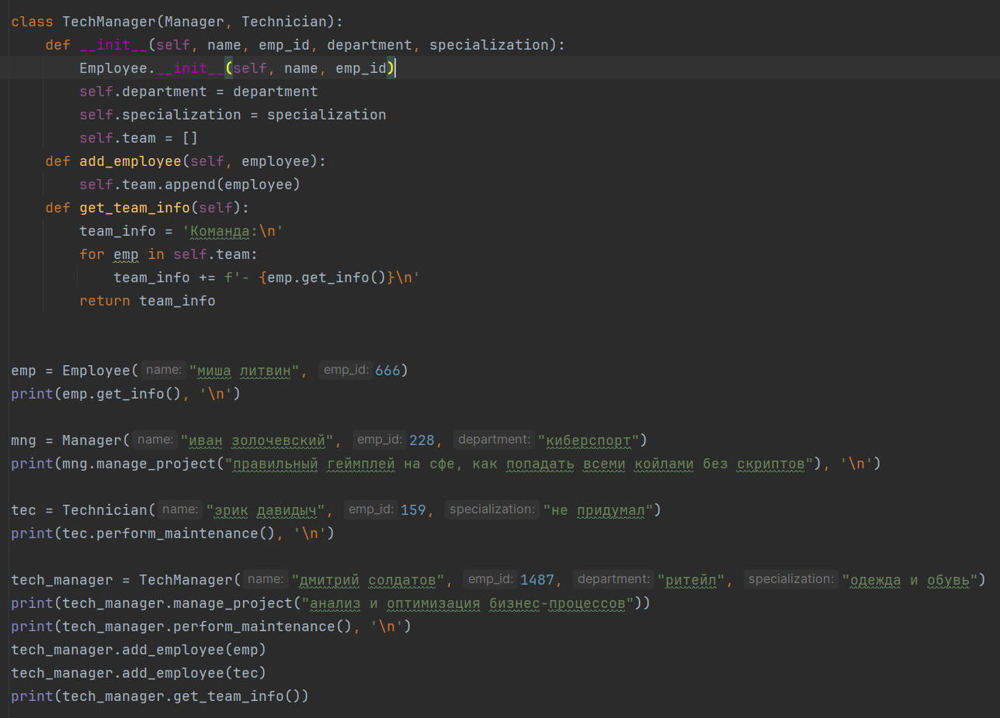 class TechManager(Manager, Technician):
    def __init__(self, name, emp_id, department, specialization):
        Employee.__init__(self, name, emp_id)
        self.department = department
        self.specialization = specialization
        self.team = []
    def add_employee(self, employee):
        self.team.append(employee)
    def get_team_info(self):
        team_info = 'Команда:\n'
        for emp in self.team:
            team_info += f'- {emp.get_info()}\n'
        return team_info
emp = Employee( name: "миша литвин", emp_id: 666)
print(emp.get_info(), '\n')
mng = Manager( name: "иван золочевский", emp_id: 228, department: "киберспорт")
print(mng.manage_project("правильный геймплей на сфе, как попадать всеми койлами без скриптов"), '\n')
tec = Technician( name: "эрик давидыч", emp_id: 159, specialization: "не придумал")
print(tec.perform_maintenance(), '\n')
tech_manager = TechManager( name: "дмитрий солдатов", emp_id: 1487, department: "ритейл", specialization: "одежда и обувь")
print(tech_manager.manage_project("анализ и оптимизация бизнес-процессов"))
print(tech_manager.perform_maintenance(), '\n')
tech_manager.add_employee(emp)
tech_manager.add_employee(tec)
print(tech_manager.get_team_info())